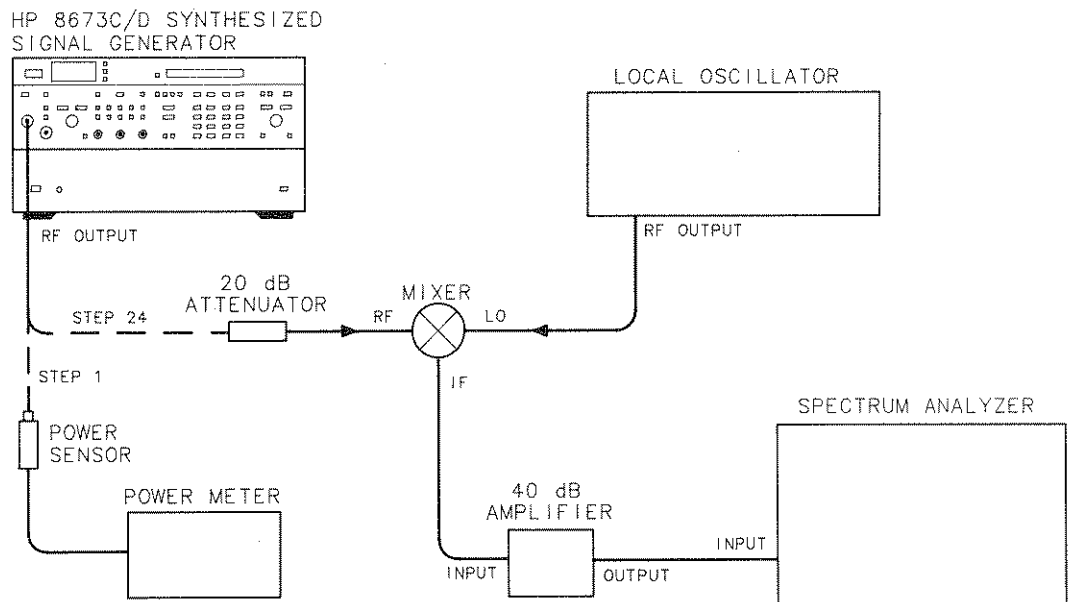 HP 8673C/D SYNTHESIZED
SIGNAL GENERATOR
LOCAL OSCILLATOR
RF OUTPUT
RF OUTPUT
20 dB
ATTENUATOR
MIXER
STEP 24
RF
LO
STEP 1
IF
SPECTRUM ANALYZER
POWER
SENSOR
POWER METER
40 dB
AMPLIFIER
INPUT
INPUT
OUTPUT